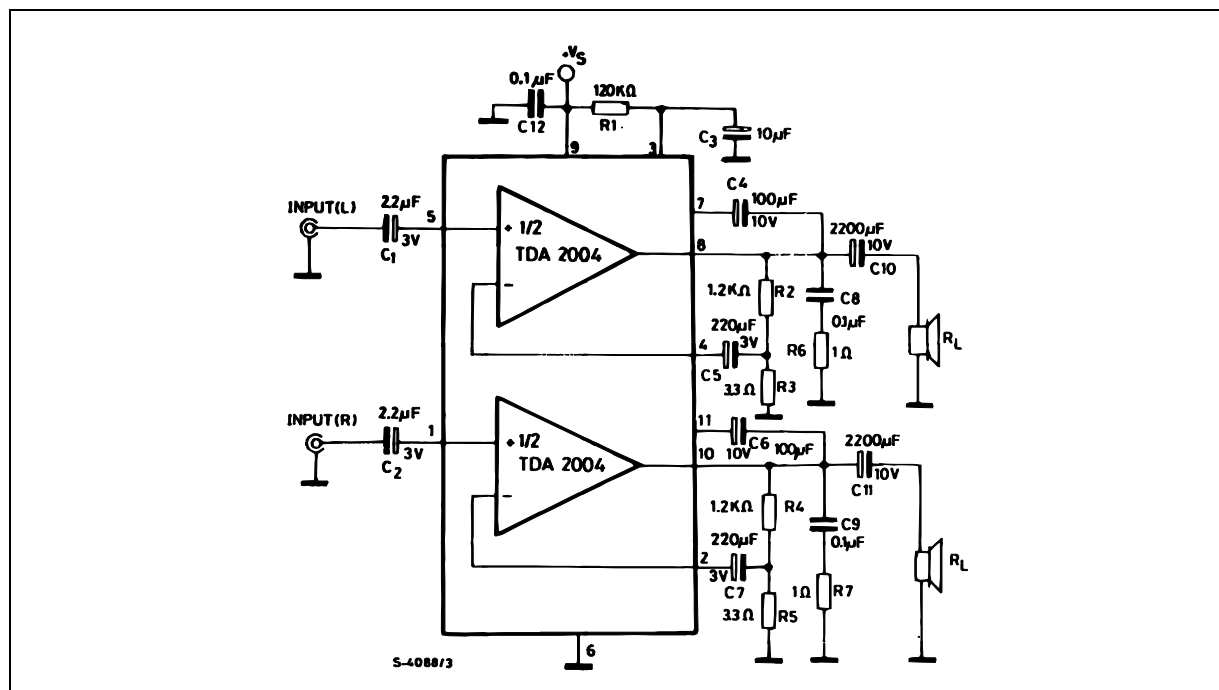 +VS
0.1µF
C12
120KΩ
R1
C3
10µF
9
3
INPUT(L)
2.2µF
3V
C1
5
+ 1/2
TDA 2004
−
7
C4
100µF
10V
8
2200µF
10V
C10
1.2KΩ
R2
C8
0.1µF
220µF
3V
4
C5
R6
1Ω
RL
3.3Ω
R3
INPUT(R)
2.2µF
3V
C2
1
+ 1/2
TDA 2004
−
11
C6
10V
100µF
10
2200µF
10V
C11
1.2KΩ
R4
C9
0.1µF
220µF
2
3V
C7
1Ω
R7
RL
3.3Ω
R5
6
S-4088/3